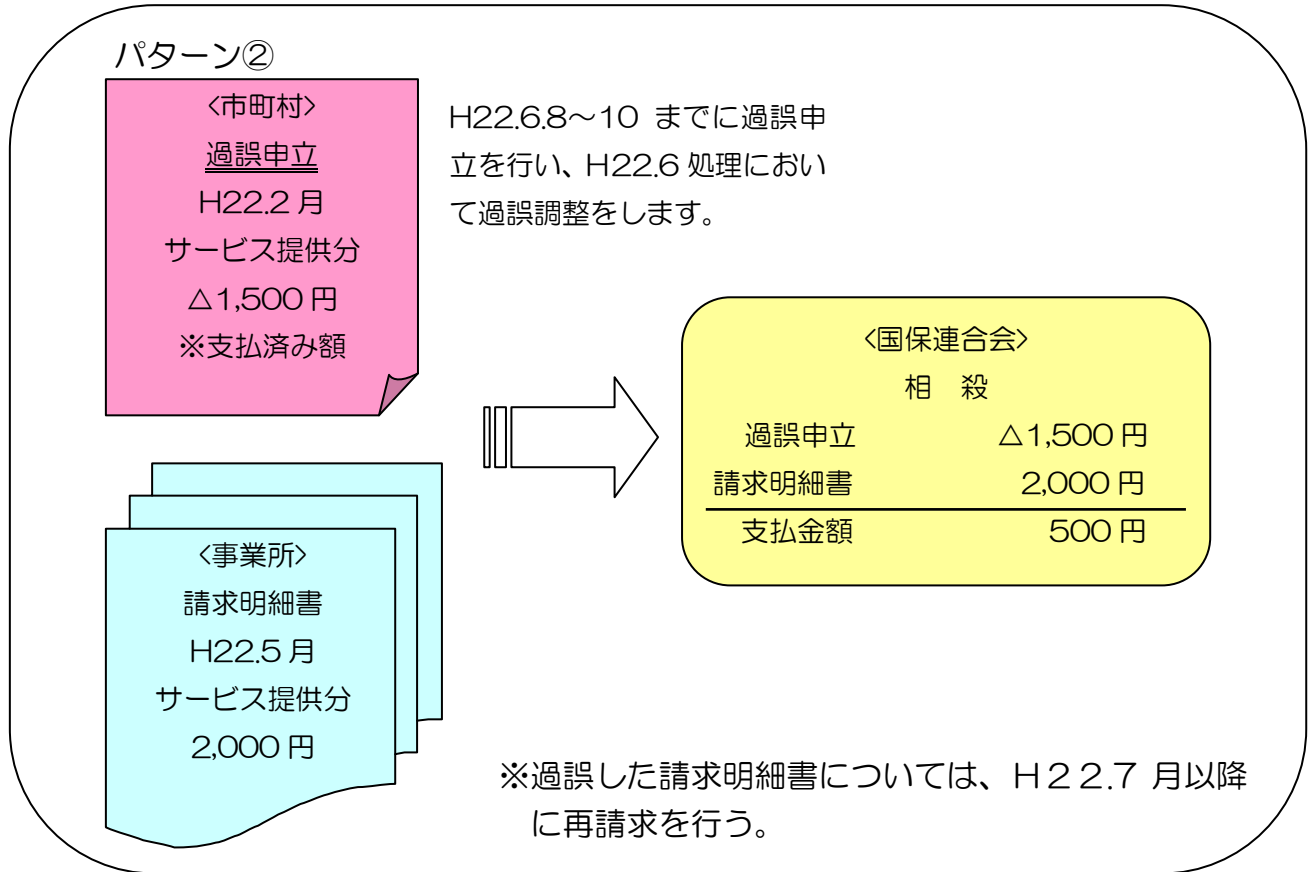 パターン②
〈市町村〉
過誤申立
H22.2月
サービス提供分
△1,500円
※支払済み額
H22.6.8～10 までに過誤申
立を行い、H22.6処理におい
て過誤調整をします。
〈国保連合会〉
相　殺
過誤申立　△1,500円
請求明細書　2,000円
支払金額　500円
〈事業所〉
請求明細書
H22.5月
サービス提供分
2,000円
※過誤した請求明細書については、Ｈ２２.７ 月以降
に再請求を行う。